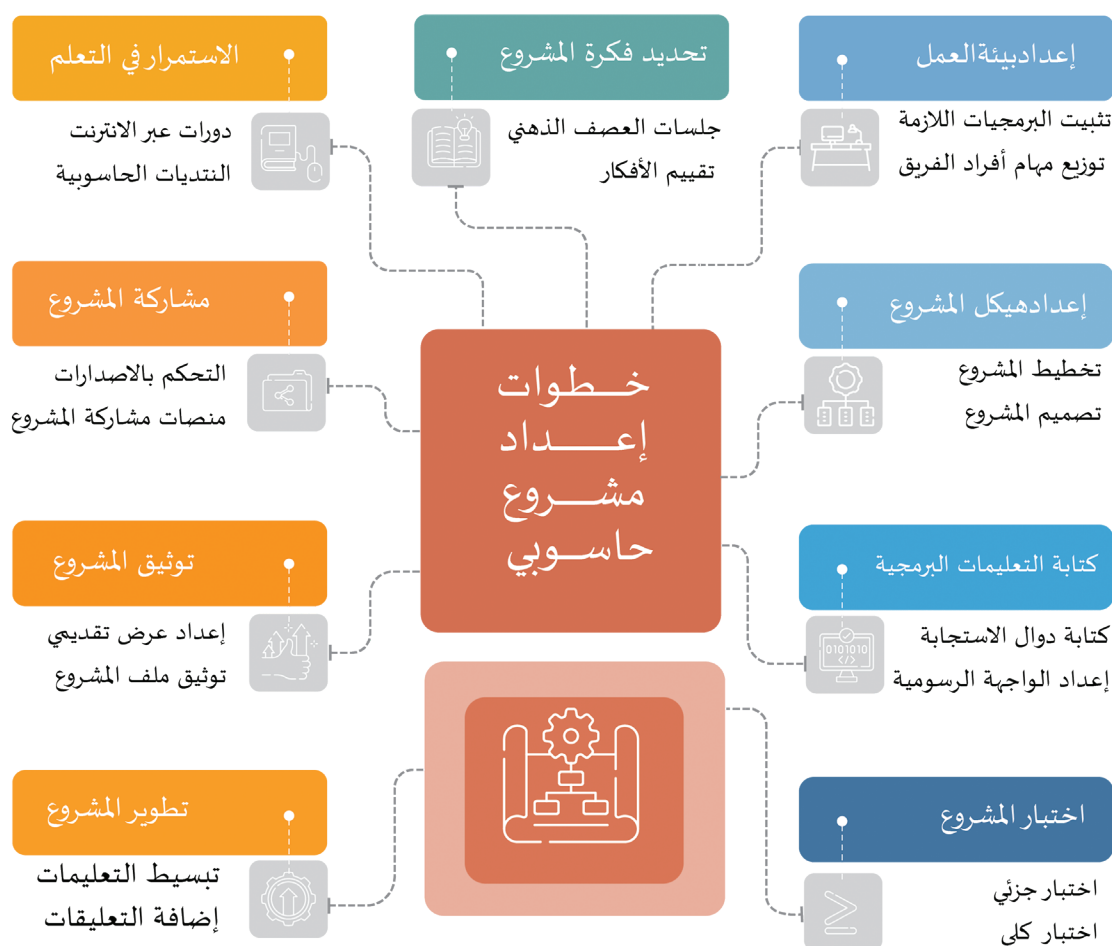 خطوات
إعداد
مشروع
حاسوبي
تحديد فكرة المشروع
جلسات العصف الذهني
تقييم الأفكار
إعدادبيئةالعمل
تثبيت البرمجيات اللازمة
توزيع مهام أفراد الفريق
إعدادهيكل المشروع
تخطيط المشروع
تصميم المشروع
كتابة التعليمات البرمجية
كتابة دوال الاستجابة
إعداد الواجهة الرسومية
0101010
</>
اختبار المشروع
اختبار جزئي
اختبار كلي
تطوير المشروع
تبسيط التعليمات
إضافة التعليقات
توثيق المشروع
إعداد عرض تقديمي
توثيق ملف المشروع
مشاركة المشروع
التحكم بالاصدارات
منصات مشاركة المشروع
الاستمرار في التعلم
دورات عبر الانترنت
النتديات الحاسوبية